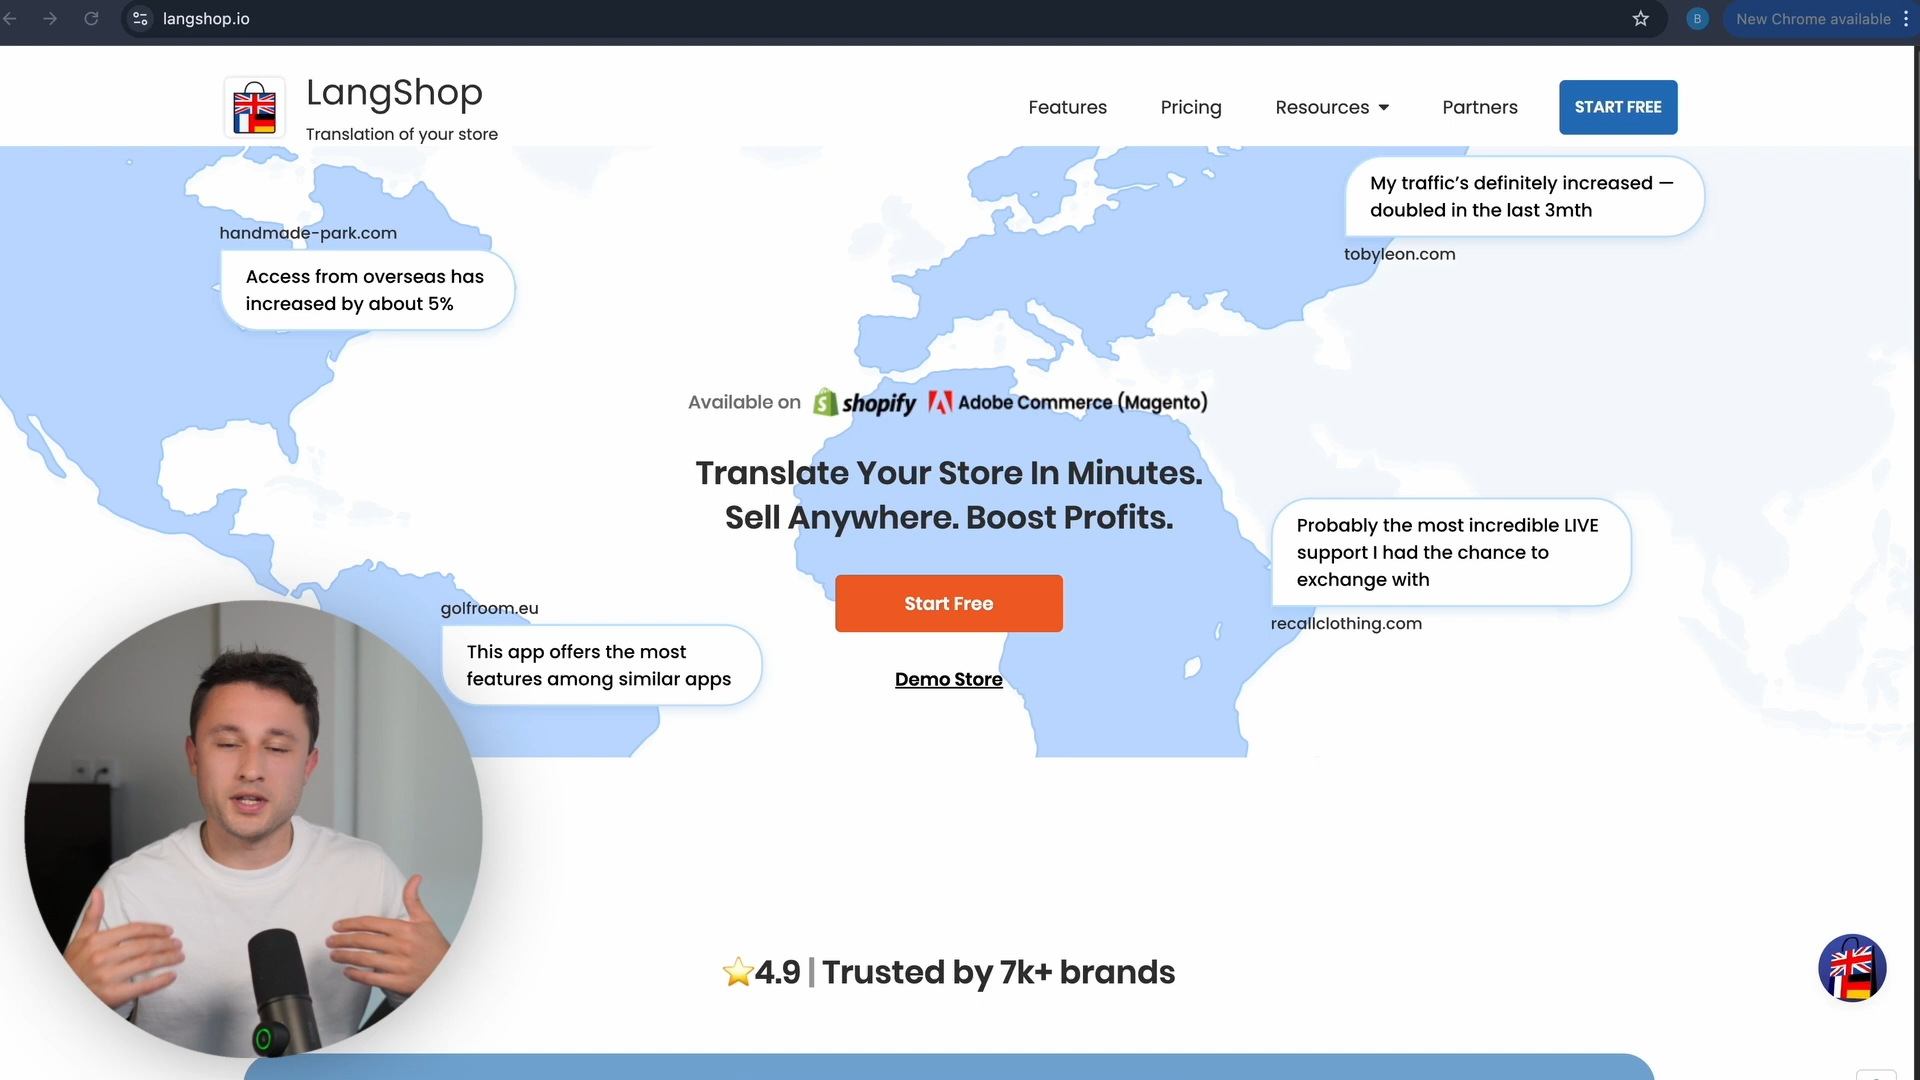 langshop.io
B
New Chrome available
LangShop
Translation of your store
Features
Pricing
Resources
Partners
START FREE
My traffic’s definitely increased —
doubled in the last 3mth
tobyleon.com
handmade-park.com
Access from overseas has
increased by about 5%
Available on shopify Adobe Commerce (Magento)
Translate Your Store In Minutes.
Sell Anywhere. Boost Profits.
Probably the most incredible LIVE
support I had the chance to
exchange with
recallclothing.com
Start Free
golfroom.eu
This app offers the most
features among similar apps
Demo Store
4.9 | Trusted by 7k+ brands